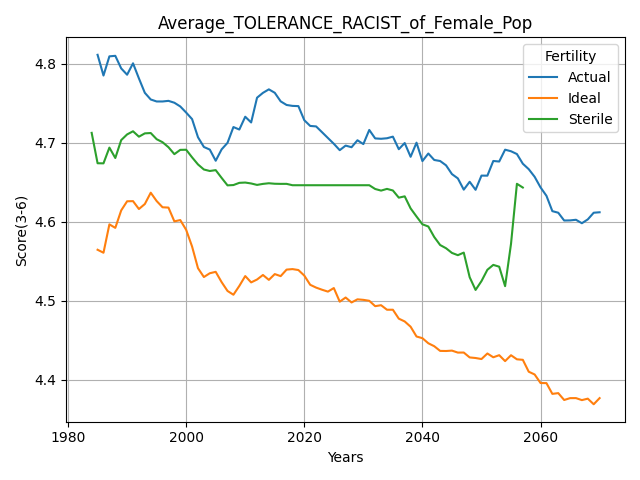 Average_TOLERANCE_RACIST_of_Female_Pop
Fertility
Actual
Ideal
Sterile
Score(3-6)
4.8
4.7
4.6
4.5
4.4
1980
2000
2020
2040
2060
Years